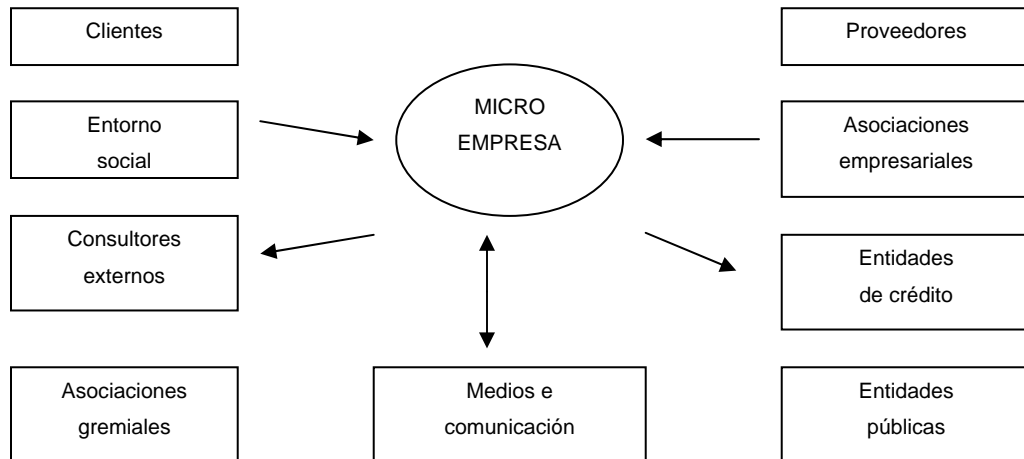 Clientes
Proveedores
MICRO
EMPRESA
Entorno
social
Asociaciones
empresariales
Consultores
externos
Entidades
de crédito
Asociaciones
gremiales
Medios e
comunicación
Entidades
públicas